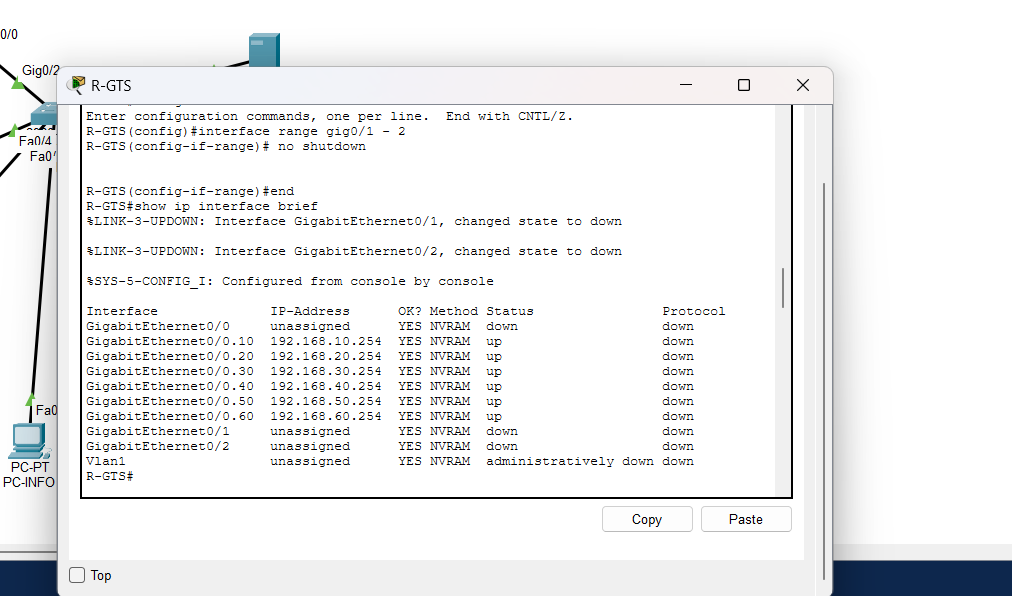 0/0
Gig0/2
R-GTS
Enter configuration commands, one per line.  End with CNTL/Z.
R-GTS(config)#interface range gig0/1 - 2
R-GTS(config-if-range)# no shutdown
R-GTS(config-if-range)#end
R-GTS#show ip interface brief
%LINK-3-UPDOWN: Interface GigabitEthernet0/1, changed state to down
%LINK-3-UPDOWN: Interface GigabitEthernet0/2, changed state to down
%SYS-5-CONFIG_I: Configured from console by console
Interface              IP-Address      OK? Method Status                Protocol
GigabitEthernet0/0     unassigned      YES NVRAM  down                  down
GigabitEthernet0/0.10  192.168.10.254  YES NVRAM  up                    down
GigabitEthernet0/0.20  192.168.20.254  YES NVRAM  up                    down
GigabitEthernet0/0.30  192.168.30.254  YES NVRAM  up                    down
GigabitEthernet0/0.40  192.168.40.254  YES NVRAM  up                    down
GigabitEthernet0/0.50  192.168.50.254  YES NVRAM  up                    down
GigabitEthernet0/0.60  192.168.60.254  YES NVRAM  up                    down
GigabitEthernet0/1     unassigned      YES NVRAM  down                  down
GigabitEthernet0/2     unassigned      YES NVRAM  down                  down
Vlan1                  unassigned      YES NVRAM  administratively down down
R-GTS#
Fa0/4
Fa0/
Fa0
PC-PT
PC-INFO
Copy
Paste
Top